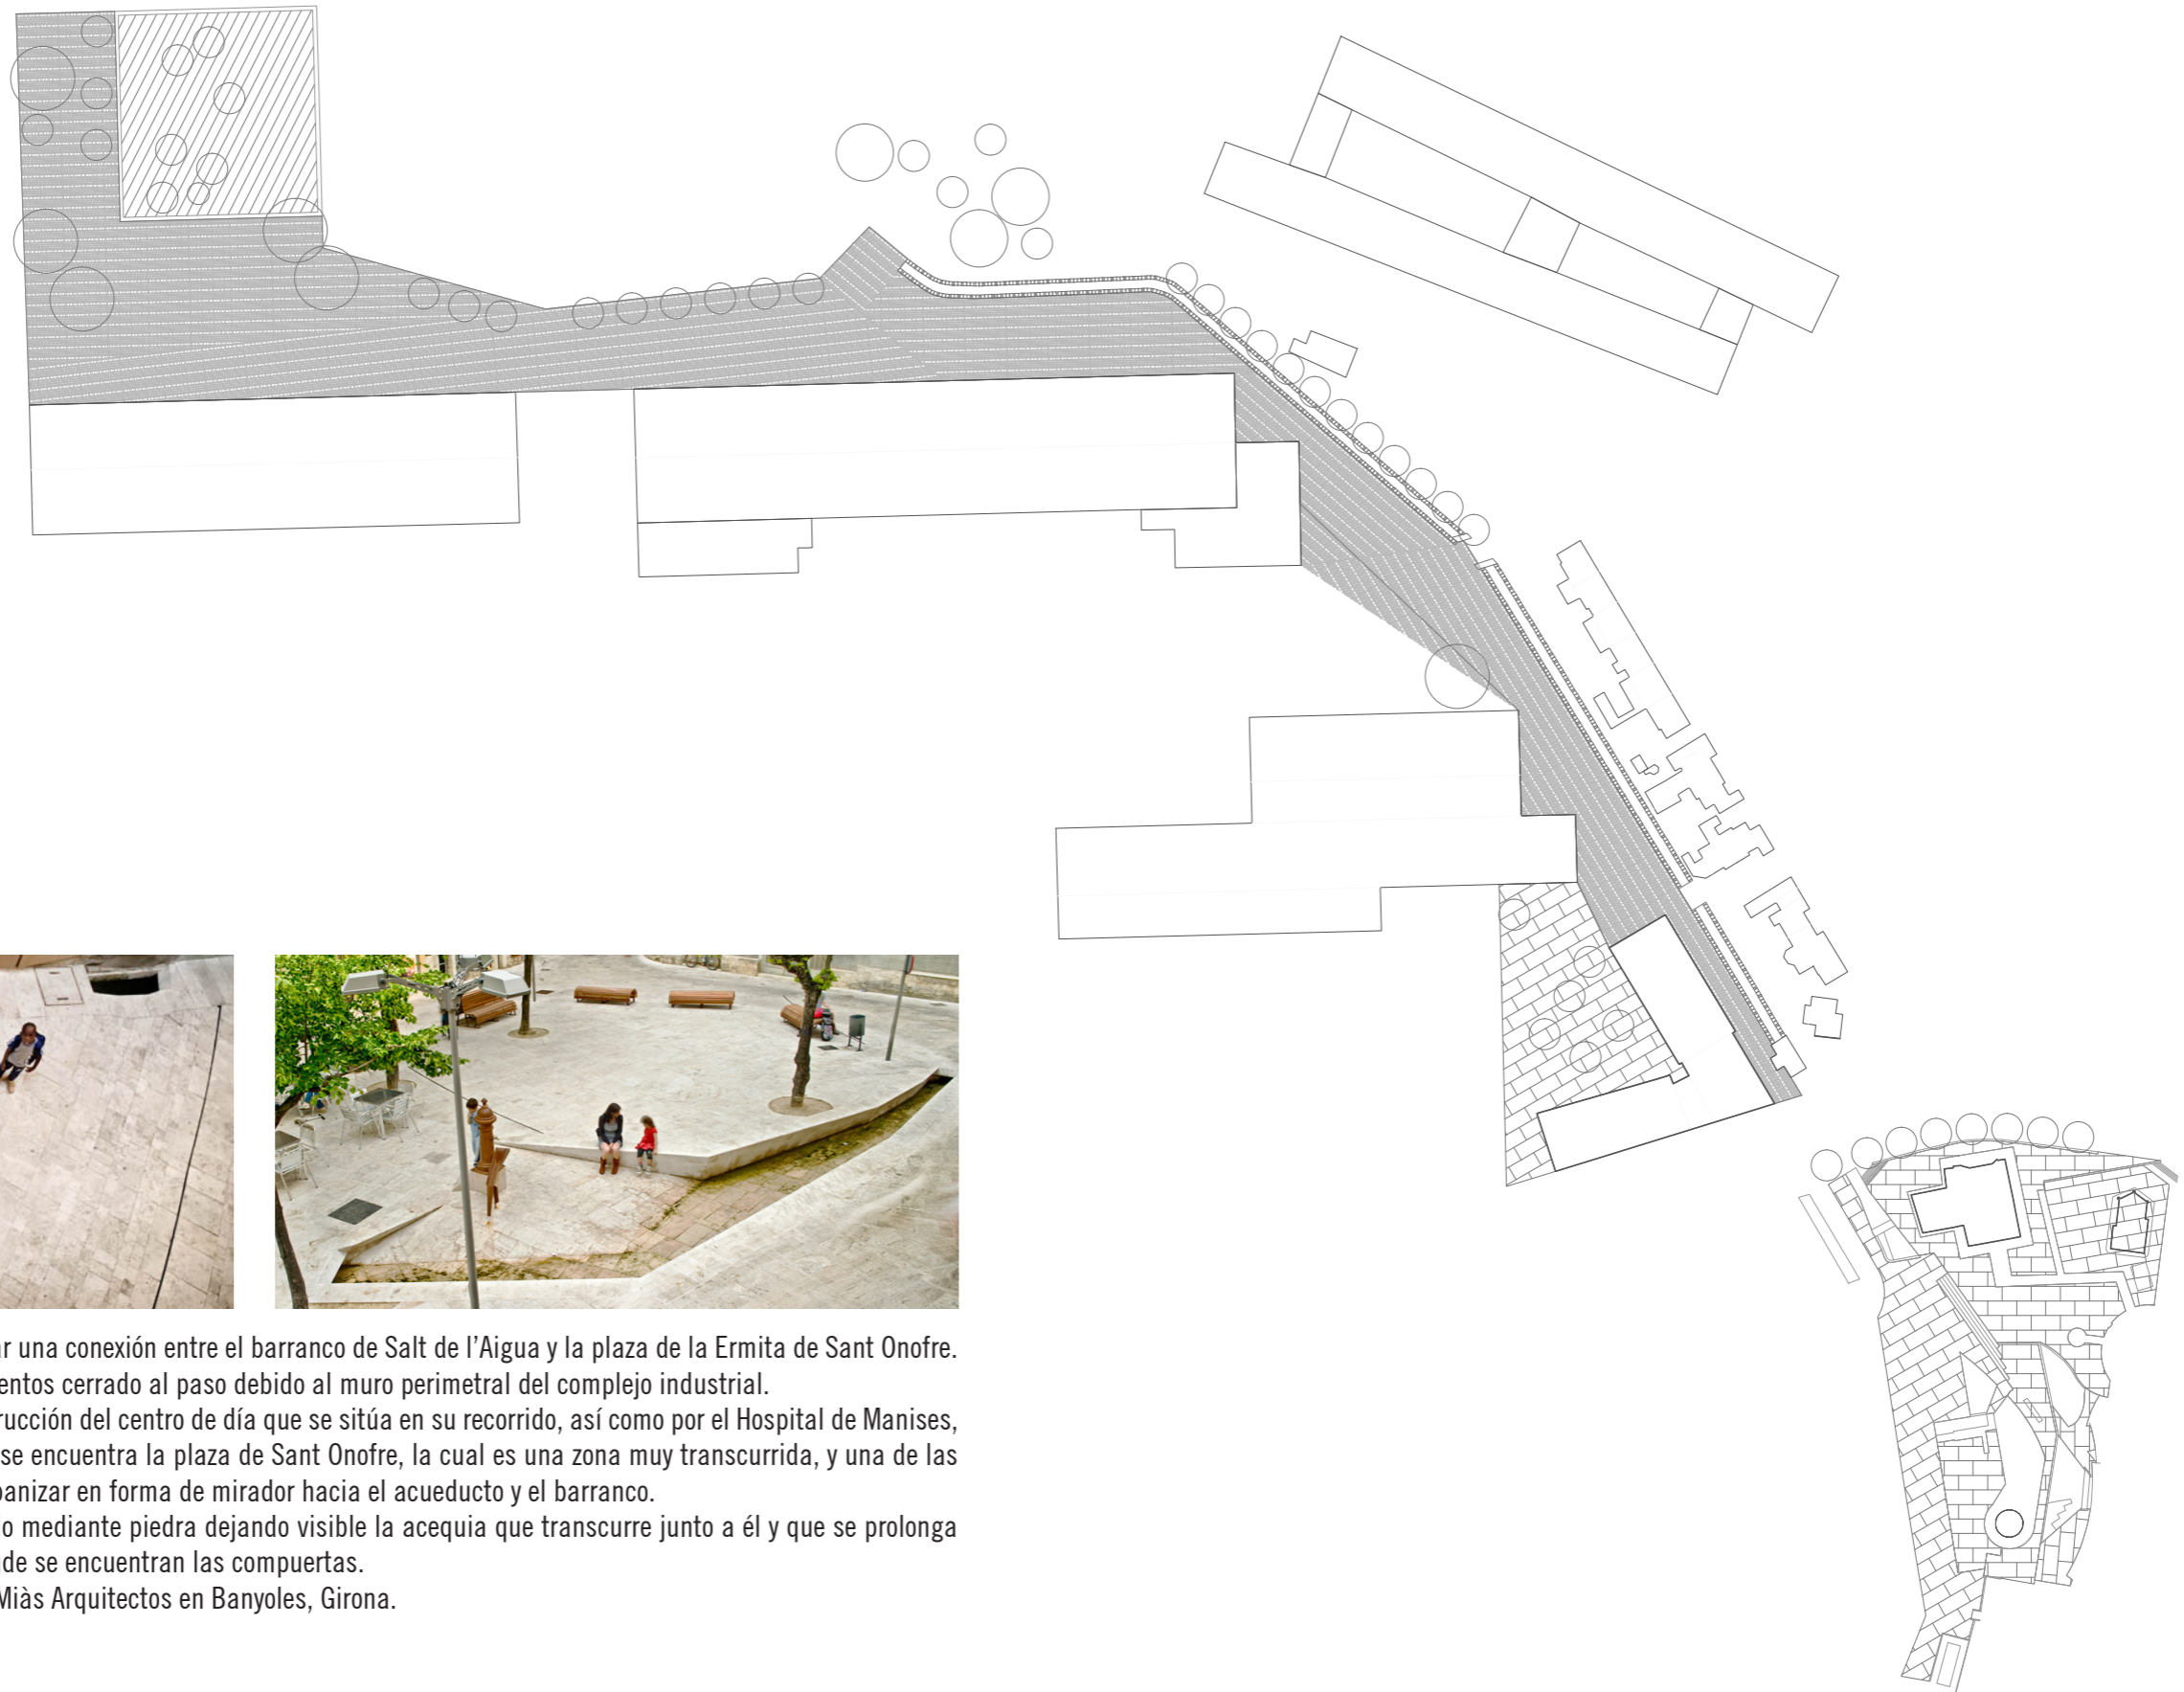 ar una conexión entre el barranco de Salt de l’Aigua y la plaza de la Ermita de Sant Onofre.
entos cerrado al paso debido al muro perimetral del complejo industrial.
rucción del centro de día que se sitúa en su recorrido, así como por el Hospital de Manises,
se encuentra la plaza de Sant Onofre, la cual es una zona muy transcurrida, y una de las
banizar en forma de mirador hacia el acueducto y el barranco.
lo mediante piedra dejando visible la acequia que transcurre junto a él y que se prolonga
nde se encuentran las compuertas.
Miàs Arquitectos en Banyoles, Girona.